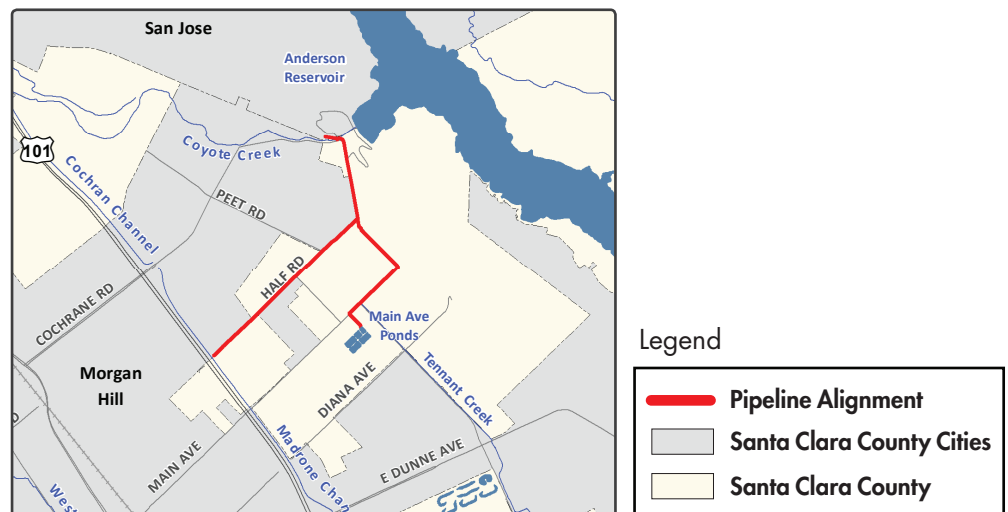 San Jose
Anderson
Reservoir
101
Coyote Creek
Cochran Channel
PEET RD
HALF RD
COCHRANE RD
Main Ave
Ponds
Morgan
Hill
DIANA AVE
Tennant Creek
MAIN AVE
Madrone Chan
E DUNNE AVE
West
D
Legend
Pipeline Alignment
Santa Clara County Cities
Santa Clara County